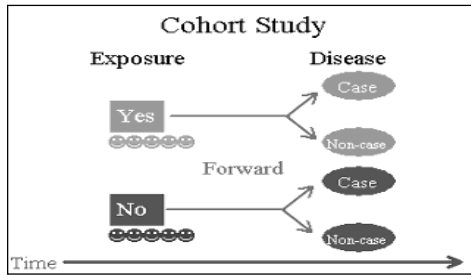 Cohort Study
Exposure Disease
Case
Yes
Non-case
Forward
Case
No
Non-case
Time